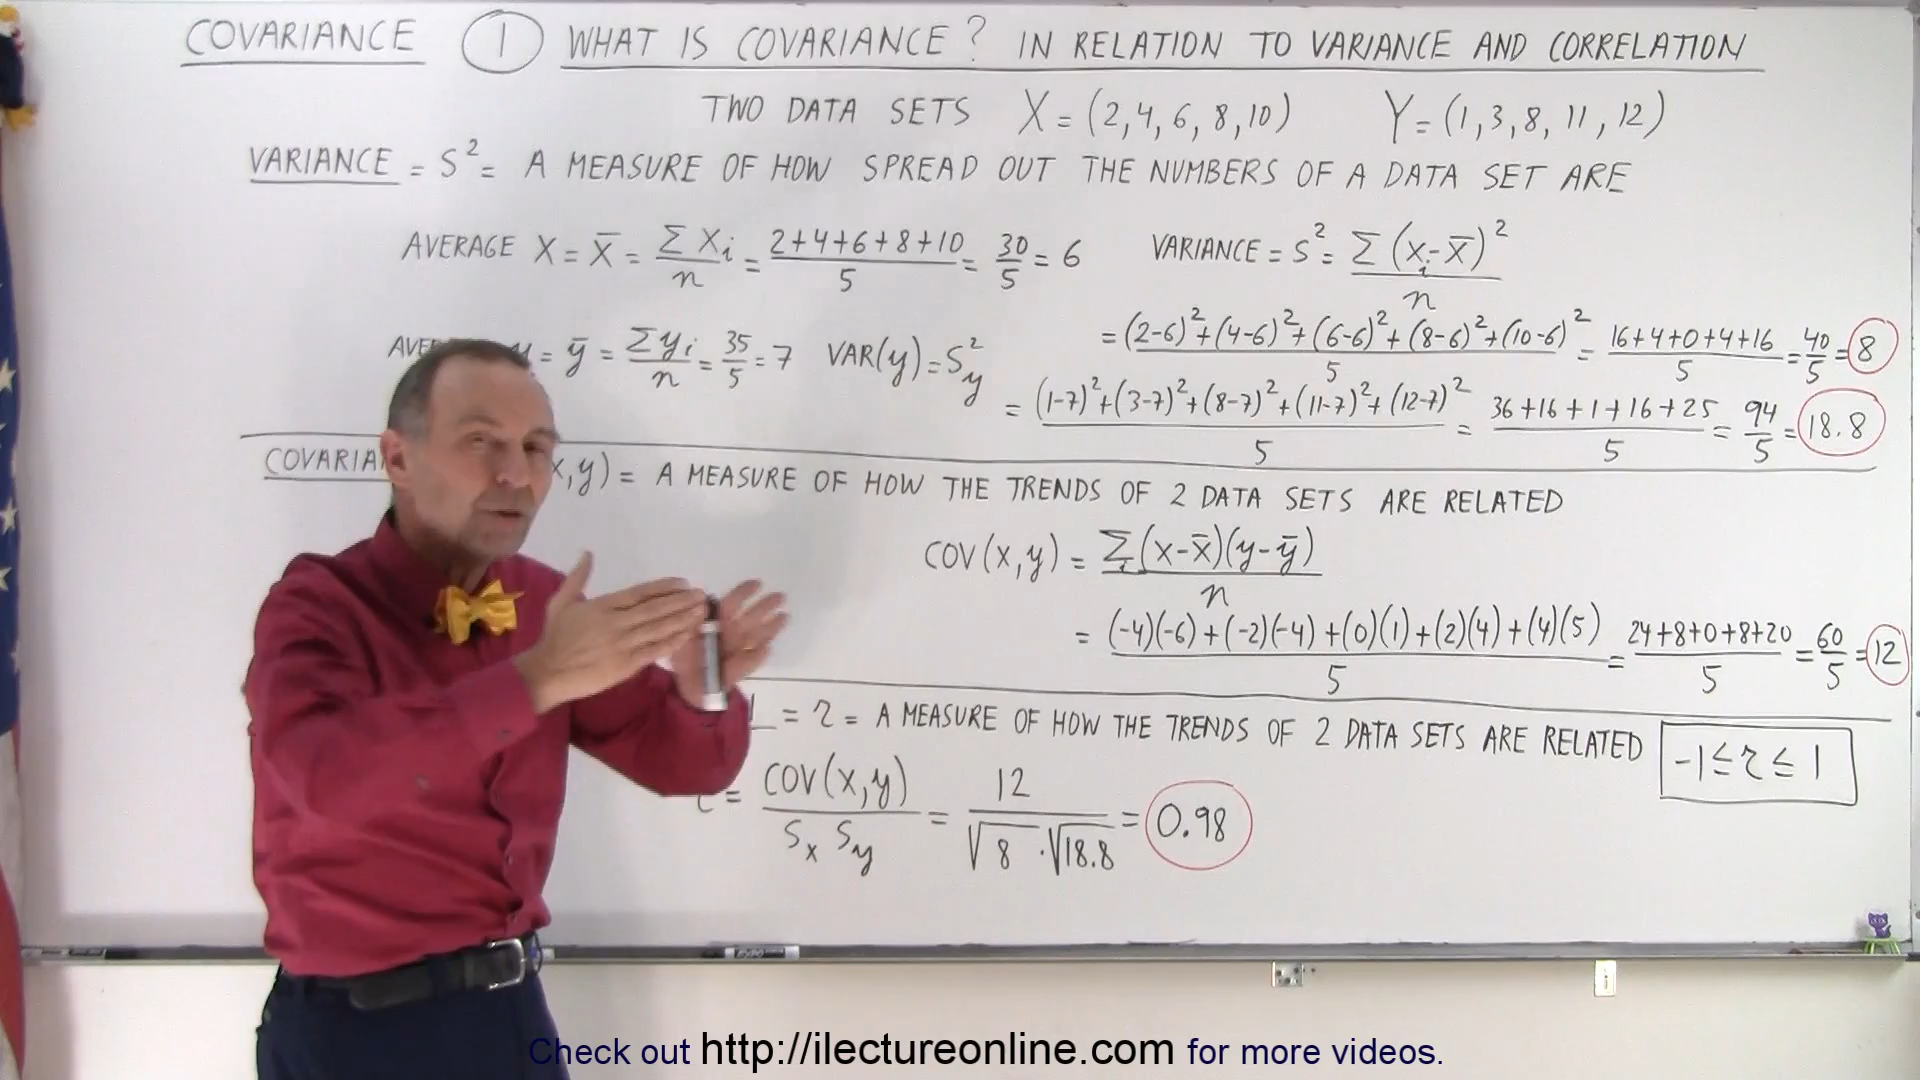 COVARIANCE ① WHAT IS COVARIANCE? IN RELATION TO VARIANCE AND CORRELATION
TWO DATA SETS X = (2, 4, 6, 8, 10) Y = (1, 3, 8, 11, 12)
VARIANCE = S² = A MEASURE OF HOW SPREAD OUT THE NUMBERS OF A DATA SET ARE
AVERAGE X = x̄ = Σxi/n = (2+4+6+8+10)/5 = 30/5 = 6 VARIANCE = S² = Σ(xi-x̄)²/n
= ((2-6)²+(4-6)²+(6-6)²+(8-6)²+(10-6)²)/5 = (16+4+0+4+16)/5 = 40/5 = 8
y = ȳ = Σyi/n = 35/5 = 7 VAR(y) = S²y
= ((1-7)²+(3-7)²+(8-7)²+(11-7)²+(12-7)²)/5 = (36+16+1+16+25)/5 = 94/5 = 18.8
COVARIA x,y) = A MEASURE OF HOW THE TRENDS OF 2 DATA SETS ARE RELATED
COV(x,y) = Σ(x-x̄)(y-ȳ)/n
= ((-4)(-6)+(-2)(-4)+(0)(1)+(2)(4)+(4)(5))/5 = (24+8+0+8+20)/5 = 60/5 = 12
= r = A MEASURE OF HOW THE TRENDS OF 2 DATA SETS ARE RELATED -1 ≤ r ≤ 1
= COV(x,y)/(Sx Sy) = 12/(√8 · √18.8) = 0.98
Check out http://ilectureonline.com for more videos.